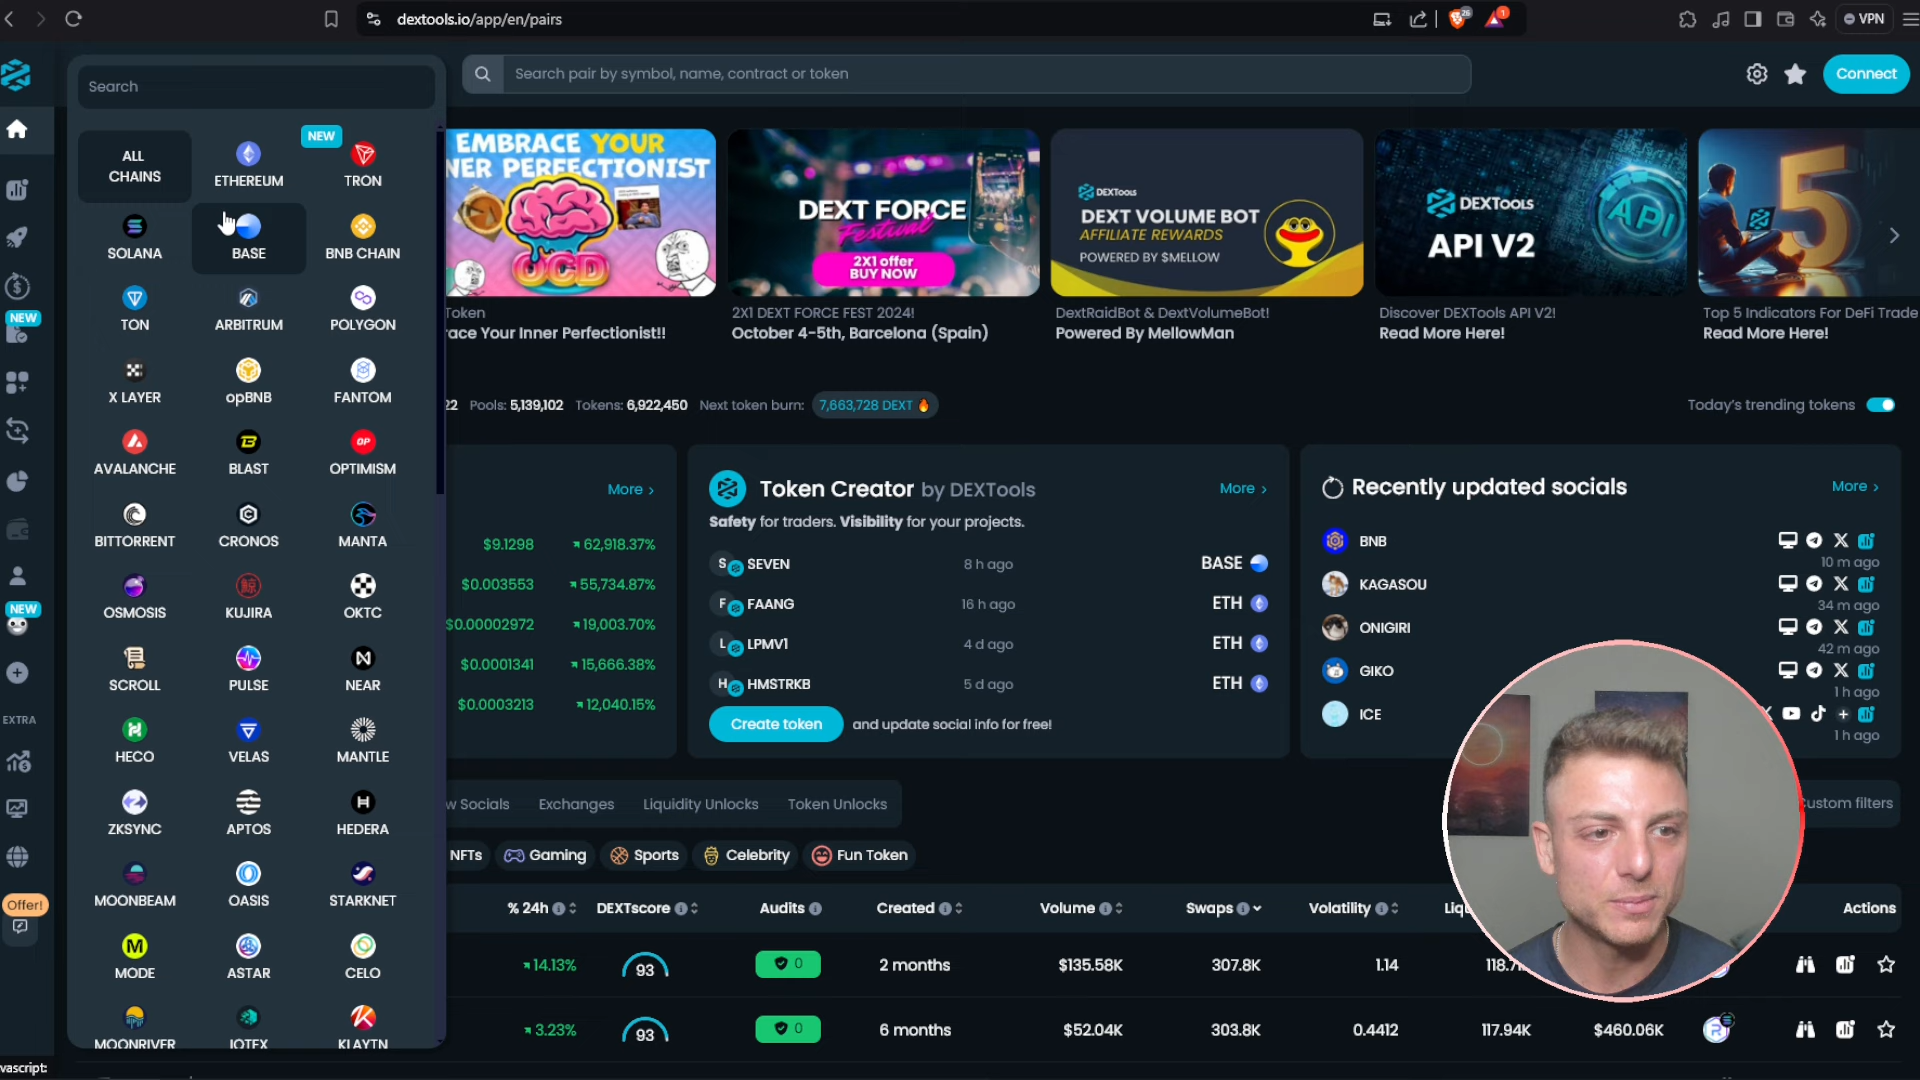 dextools.io/app/en/pairs
26
1
VPN
Search
Search pair by symbol, name, contract or token
Connect
ALL
CHAINS
ETHEREUM
NEW
TRON
SOLANA
BASE
BNB CHAIN
TON
ARBITRUM
POLYGON
X LAYER
opBNB
FANTOM
AVALANCHE
BLAST
OP
OPTIMISM
BITTORRENT
CRONOS
MANTA
OSMOSIS
KUJIRA
OKTC
SCROLL
PULSE
NEAR
HECO
VELAS
MANTLE
ZKSYNC
APTOS
HEDERA
MOONBEAM
OASIS
STARKNET
MODE
ASTAR
CELO
MOONRIVER
IOTEX
KLAYTN
NEW
NEW
EXTRA
Offer!
vascript:
EMBRACE YOUR
NER PERFECTIONIST
OCD
Token
ace Your Inner Perfectionist!!
DEXT FORCE
Festival
2X1 offer
BUY NOW
2X1 DEXT FORCE FEST 2024!
October 4-5th, Barcelona (Spain)
DEXTools
DEXT VOLUME BOT
AFFILIATE REWARDS
POWERED BY $MELLOW
DextRaidBot & DextVolumeBot!
Powered By MellowMan
DEXTools
API V2
API
Discover DEXTools API V2!
Read More Here!
5
Top 5 Indicators For DeFi Trade
Read More Here!
22 Pools: 5,139,102 Tokens: 6,922,450 Next token burn: 7,663,728 DEXT
Today's trending tokens
More
$9.1298 62,918.37%
$0.003553 55,734.87%
$0.00002972 19,003.70%
$0.0001341 15,666.38%
$0.0003213 12,040.15%
Token Creator by DEXTools
More
Safety for traders. Visibility for your projects.
S SEVEN 8 h ago BASE
F FAANG 16 h ago ETH
L LPMV1 4 d ago ETH
H HMSTRKB 5 d ago ETH
Create token and update social info for free!
Recently updated socials
More
BNB
10 m ago
KAGASOU
34 m ago
ONIGIRI
42 m ago
GIKO
1 h ago
ICE
1 h ago
w Socials Exchanges Liquidity Unlocks Token Unlocks
ustom filters
NFTs Gaming Sports Celebrity Fun Token
% 24h DEXTscore Audits Created Volume Swaps Volatility Liq Actions
14.13% 93 0 2 months $135.58K 307.8K 1.14 118.7
3.23% 93 0 6 months $52.04K 303.8K 0.4412 117.94K $460.06K